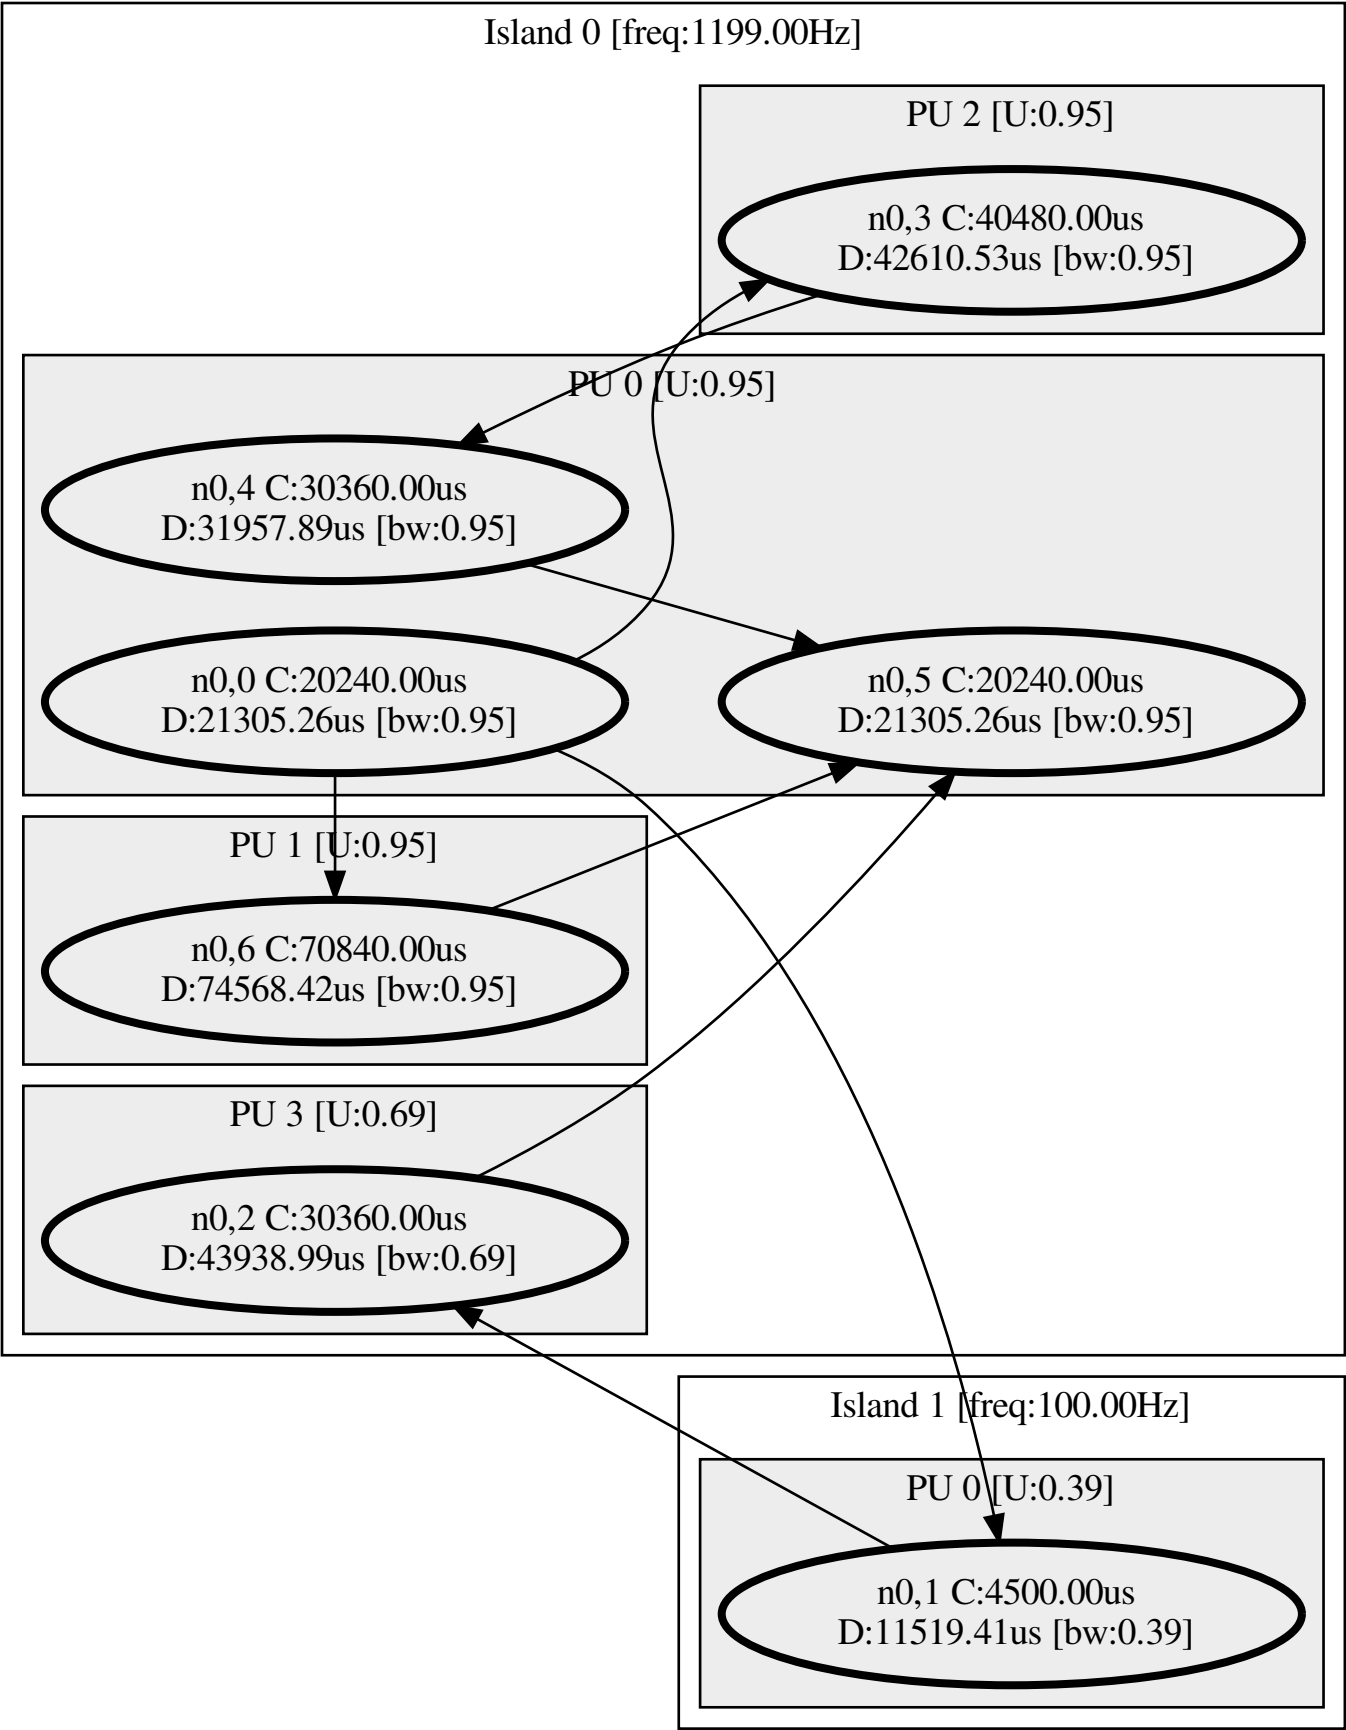 Island 0 [freq:1199.00Hz]
PU 2 [U:0.95]
n0,3 C:40480.00us
D:42610.53us [bw:0.95]
PU 0 [U:0.95]
n0,4 C:30360.00us
D:31957.89us [bw:0.95]
n0,0 C:20240.00us
D:21305.26us [bw:0.95]
n0,5 C:20240.00us
D:21305.26us [bw:0.95]
PU 1 [U:0.95]
n0,6 C:70840.00us
D:74568.42us [bw:0.95]
PU 3 [U:0.69]
n0,2 C:30360.00us
D:43938.99us [bw:0.69]
Island 1 [freq:100.00Hz]
PU 0 [U:0.39]
n0,1 C:4500.00us
D:11519.41us [bw:0.39]